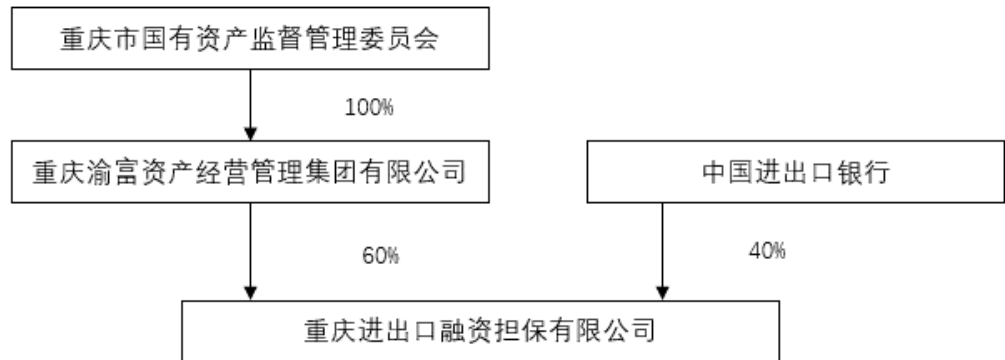 重庆市国有资产监督管理委员会
100%
重庆渝富资产经营管理集团有限公司
中国进出口银行
60%
40%
重庆进出口融资担保有限公司